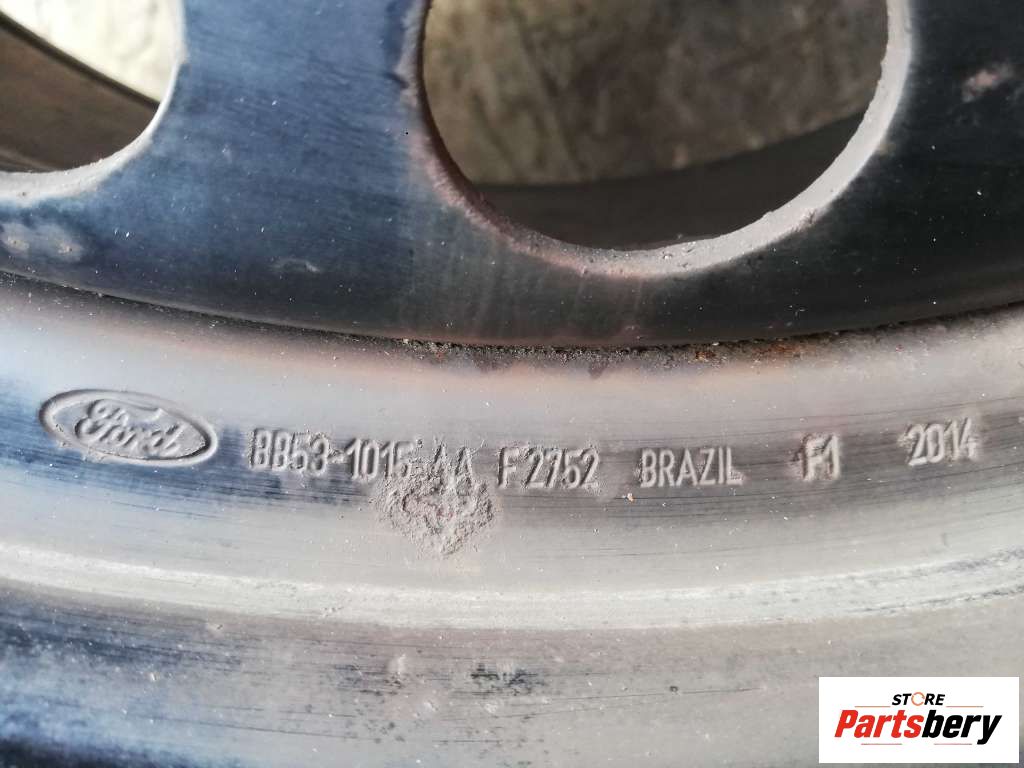 Ford BB53-1015-AA F2752 BRAZIL F1 2014
STORE
Partsbery